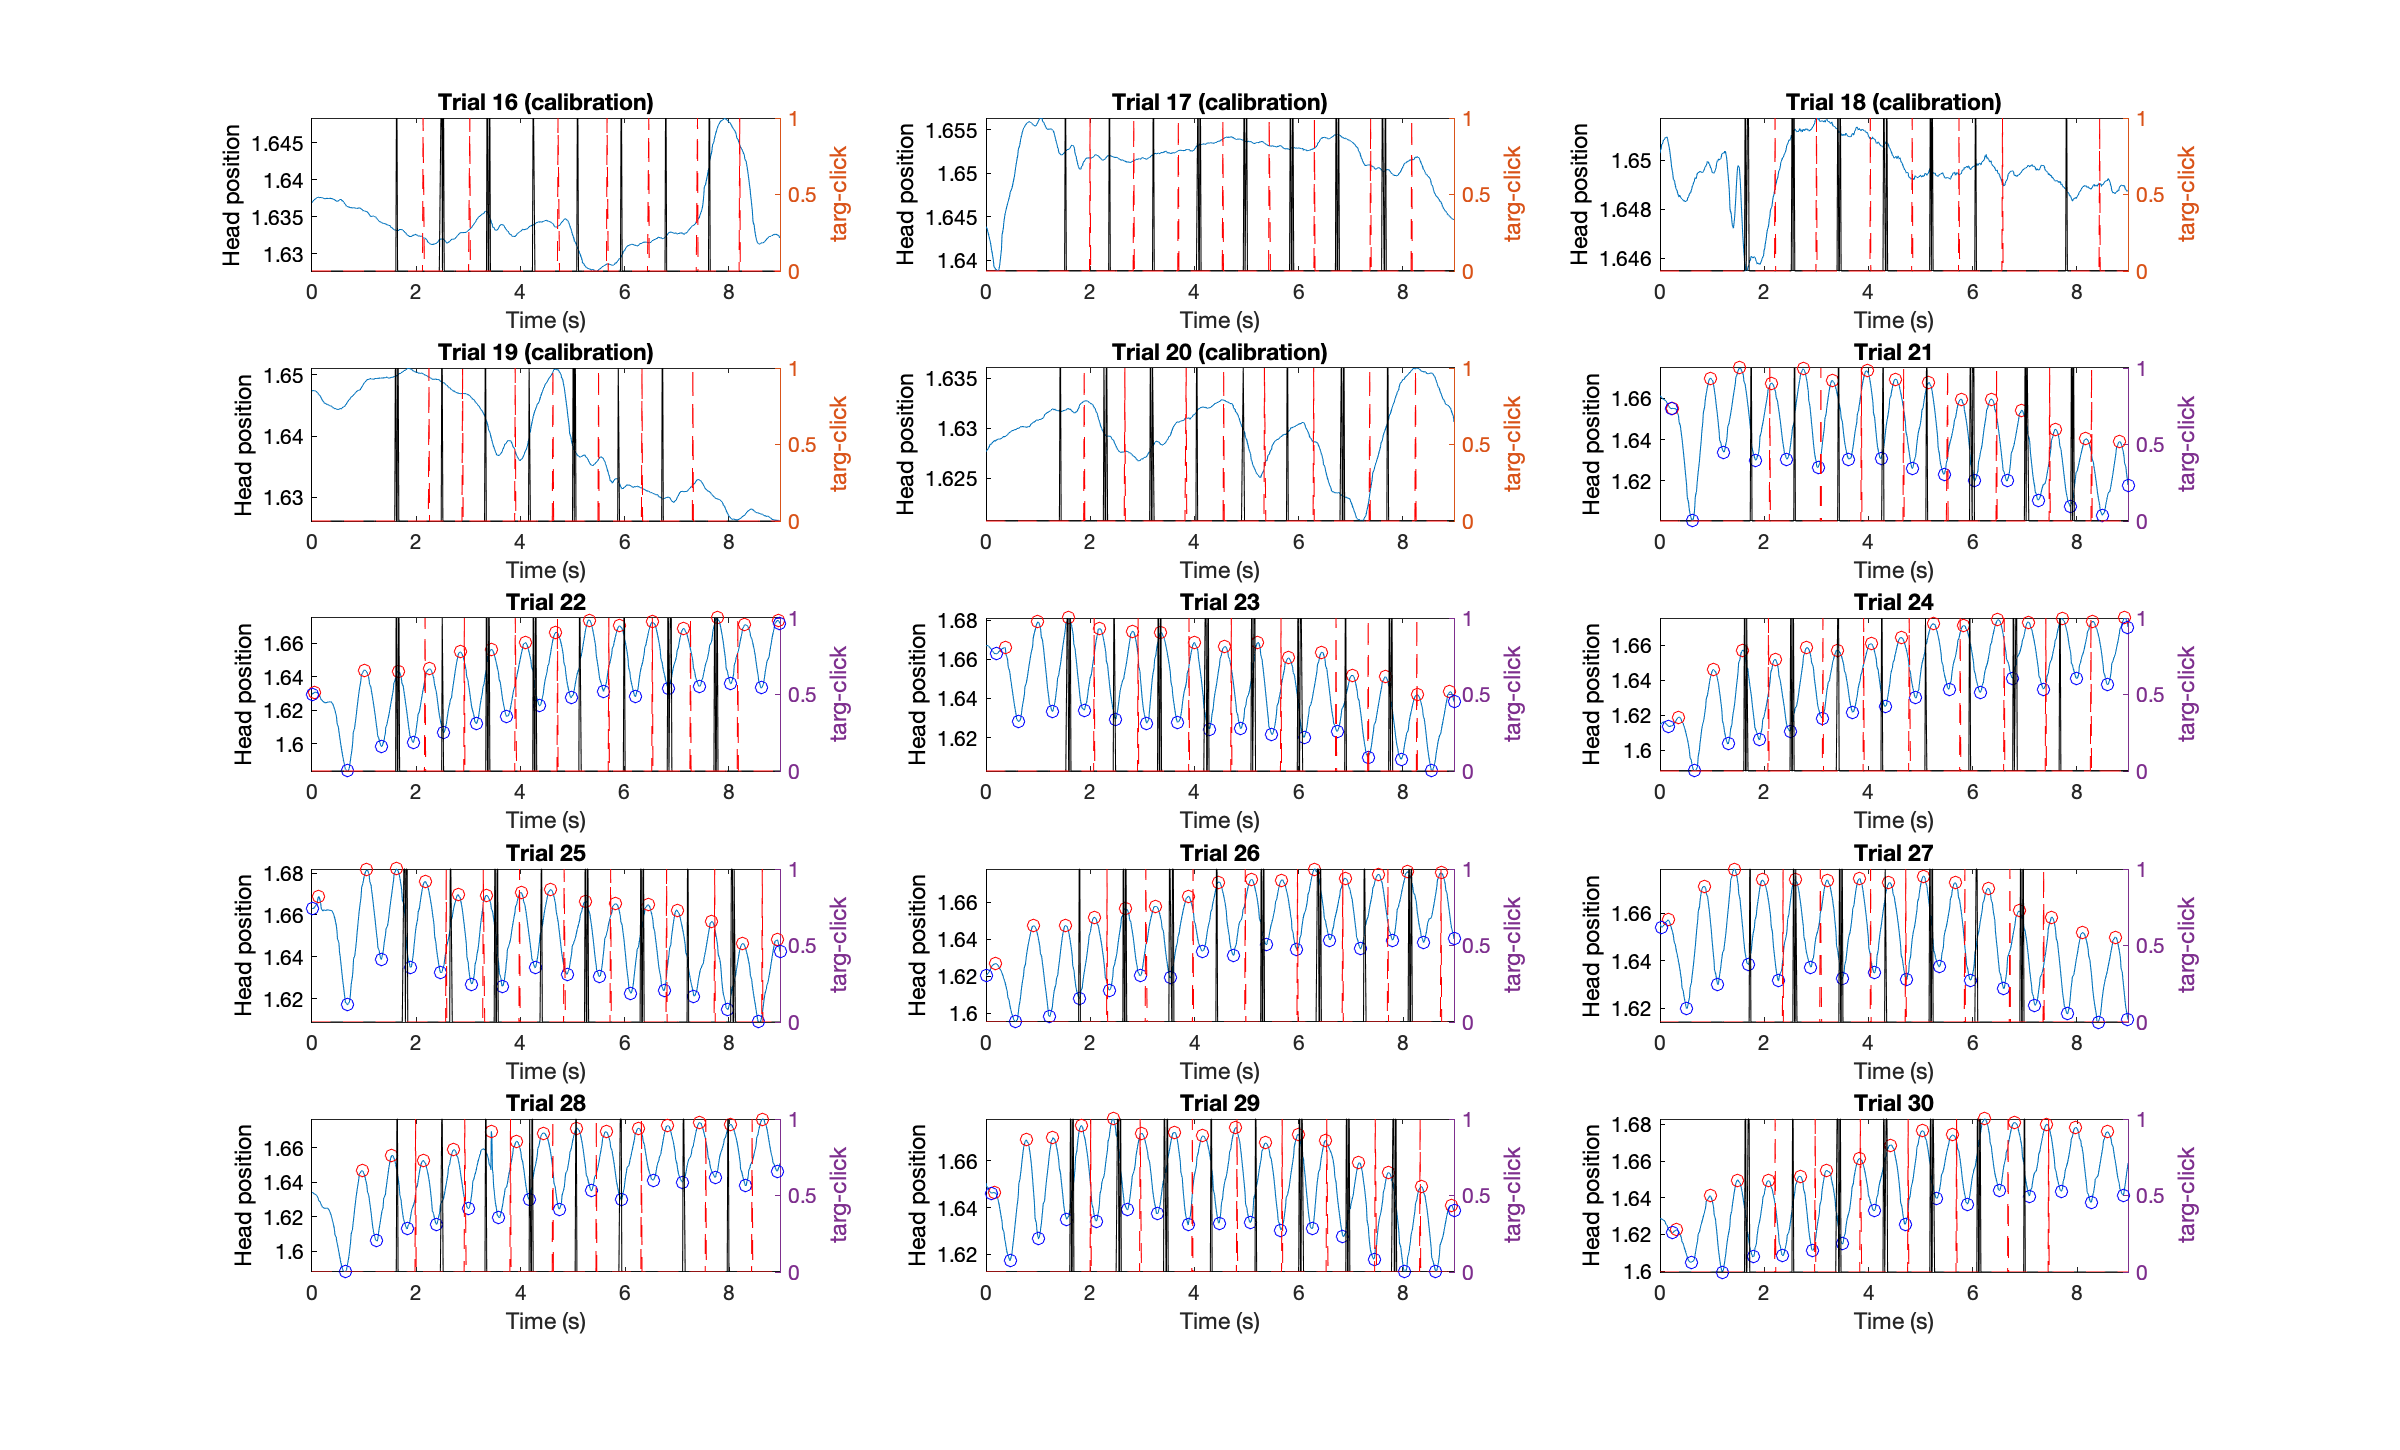 Trial 16 (calibration)
Head position
1.645
1.64
1.635
1.63
0 2 4 6 8
Time (s)
1
0.5
0
targ-click
Trial 17 (calibration)
Head position
1.655
1.65
1.645
1.64
0 2 4 6 8
Time (s)
1
0.5
0
targ-click
Trial 18 (calibration)
Head position
1.65
1.648
1.646
0 2 4 6 8
Time (s)
1
0.5
0
targ-click
Trial 19 (calibration)
Head position
1.65
1.64
1.63
0 2 4 6 8
Time (s)
1
0.5
0
targ-click
Trial 20 (calibration)
Head position
1.635
1.63
1.625
0 2 4 6 8
Time (s)
1
0.5
0
targ-click
Trial 21
Head position
1.66
1.64
1.62
0 2 4 6 8
Time (s)
1
0.5
0
targ-click
Trial 22
Head position
1.66
1.64
1.62
1.6
0 2 4 6 8
Time (s)
1
0.5
0
targ-click
Trial 23
Head position
1.68
1.66
1.64
1.62
0 2 4 6 8
Time (s)
1
0.5
0
targ-click
Trial 24
Head position
1.66
1.64
1.62
1.6
0 2 4 6 8
Time (s)
1
0.5
0
targ-click
Trial 25
Head position
1.68
1.66
1.64
1.62
0 2 4 6 8
Time (s)
1
0.5
0
targ-click
Trial 26
Head position
1.66
1.64
1.62
1.6
0 2 4 6 8
Time (s)
1
0.5
0
targ-click
Trial 27
Head position
1.66
1.64
1.62
0 2 4 6 8
Time (s)
1
0.5
0
targ-click
Trial 28
Head position
1.66
1.64
1.62
1.6
0 2 4 6 8
Time (s)
1
0.5
0
targ-click
Trial 29
Head position
1.66
1.64
1.62
0 2 4 6 8
Time (s)
1
0.5
0
targ-click
Trial 30
Head position
1.68
1.66
1.64
1.62
1.6
0 2 4 6 8
Time (s)
1
0.5
0
targ-click